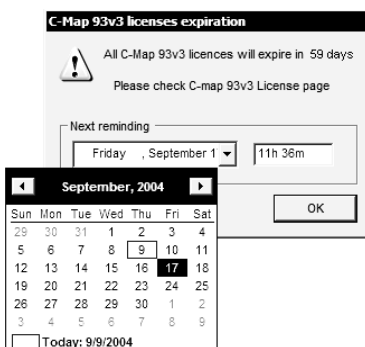 C-Map 93v3 licenses expiration
All C-Map 93v3 licences will expire in 59 days
Please check C-map 93v3 License page
Next reminding
Friday , September 1
11h 36m
OK
September, 2004
Sun Mon Tue Wed Thu Fri Sat
29 30 31 1 2 3 4
5 6 7 8 9 10 11
12 13 14 15 16 17 18
19 20 21 22 23 24 25
26 27 28 29 30 1 2
3 4 5 6 7 8 9
Today: 9/9/2004